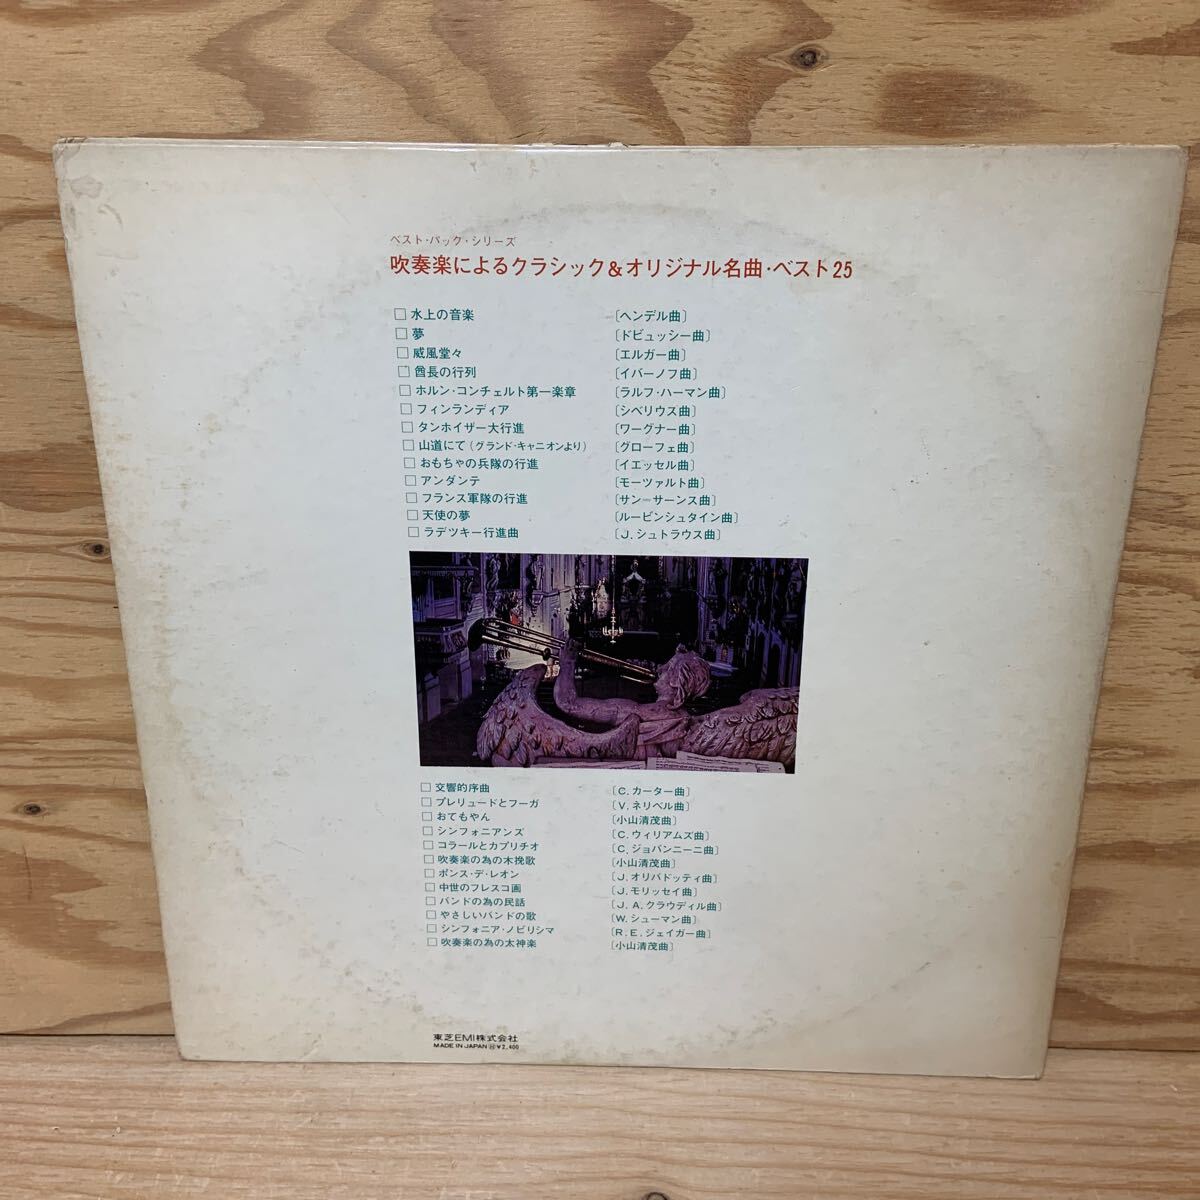 ベスト・パック・シリーズ
吹奏楽によるクラシック&オリジナル名曲・ベスト25
□ 水上の音楽 〔ヘンデル曲〕
□ 夢 〔ドビュッシー曲〕
□ 威風堂々 〔エルガー曲〕
□ 酋長の行列 〔イバーノフ曲〕
□ ホルン・コンチェルト第一楽章 〔ラルフ・ハーマン曲〕
□ フィンランディア 〔シベリウス曲〕
□ タンホイザー大行進 〔ワーグナー曲〕
□ 山道にて(グランド・キャニオンより) 〔グローフェ曲〕
□ おもちゃの兵隊の行進 〔イエッセル曲〕
□ アンダンテ 〔モーツァルト曲〕
□ フランス軍隊の行進 〔サン=サーンス曲〕
□ 天使の夢 〔ルービンシュタイン曲〕
□ ラデツキー行進曲 〔J.シュトラウス曲〕
□ 交響的序曲 〔C.カーター曲〕
□ プレリュードとフーガ 〔V.ネリベル曲〕
□ おてもやん 〔小山清茂曲〕
□ シンフォニアンズ 〔C.ウィリアムズ曲〕
□ コラールとカプリチオ 〔C.ジョバンニーニ曲〕
□ 吹奏楽の為の木挽歌 〔小山清茂曲〕
□ ポンス・デ・レオン 〔J.オリバドッティ曲〕
□ 中世のフレスコ画 〔J.モリッセイ曲〕
□ バンドの為の民話 〔J.A.クラウディル曲〕
□ やさしいバンドの歌 〔W.シューマン曲〕
□ シンフォニア・ノビリシマ 〔R.E.ジェイガー曲〕
□ 吹奏楽の為の太神楽 〔小山清茂曲〕
東芝EMI株式会社
MADE IN JAPAN Ⓗ¥2,400